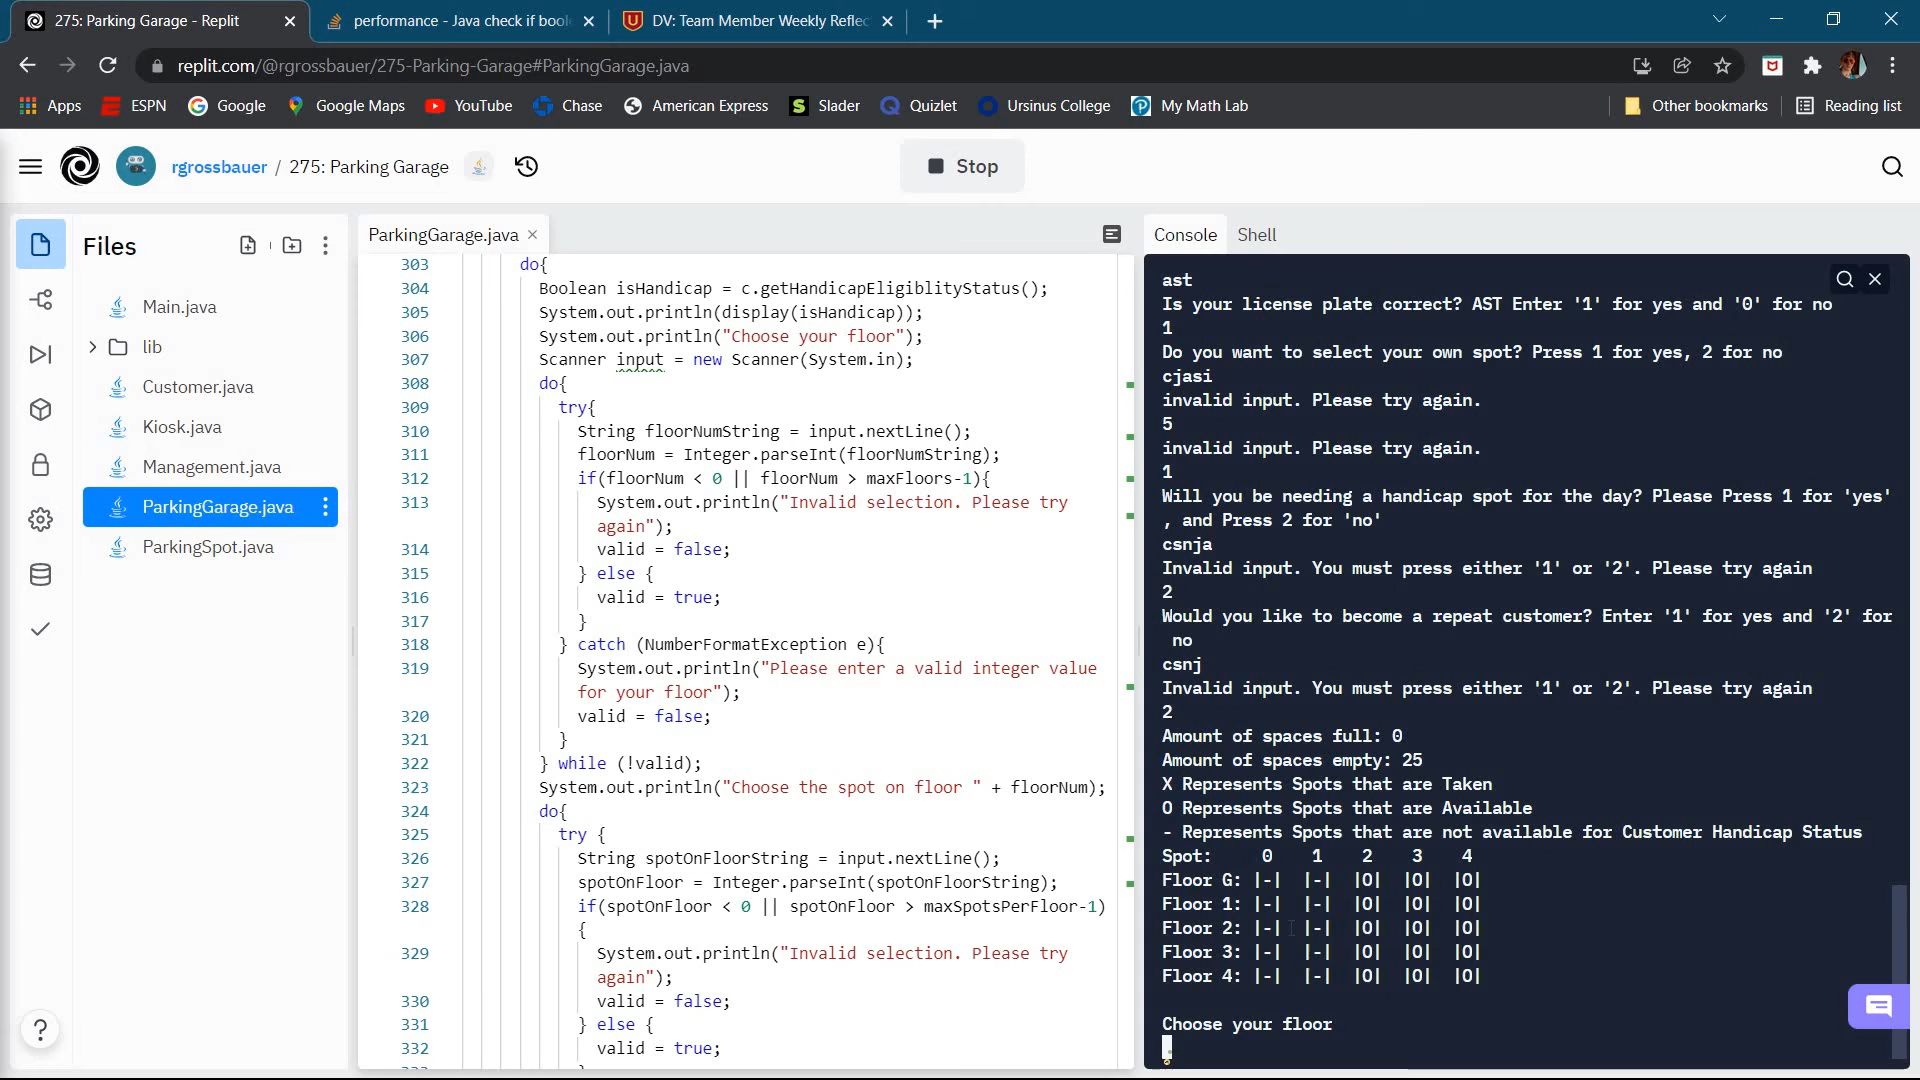 275: Parking Garage - Replit
performance - Java check if bool
DV: Team Member Weekly Reflec
replit.com/@rgrossbauer/275-Parking-Garage#ParkingGarage.java
Apps
ESPN
Google
Google Maps
YouTube
Chase
American Express
Slader
Quizlet
Ursinus College
My Math Lab
Other bookmarks
Reading list
rgrossbauer / 275: Parking Garage
Stop
Files
Main.java
lib
Customer.java
Kiosk.java
Management.java
ParkingGarage.java
ParkingSpot.java
ParkingGarage.java
303 do{
304 Boolean isHandicap = c.getHandicapEligiblityStatus();
305 System.out.println(display(isHandicap));
306 System.out.println("Choose your floor");
307 Scanner input = new Scanner(System.in);
308 do{
309 try{
310 String floorNumString = input.nextLine();
311 floorNum = Integer.parseInt(floorNumString);
312 if(floorNum < 0 || floorNum > maxFloors-1){
313 System.out.println("Invalid selection. Please try
again");
314 valid = false;
315 } else {
316 valid = true;
317 }
318 } catch (NumberFormatException e){
319 System.out.println("Please enter a valid integer value
for your floor");
320 valid = false;
321 }
322 } while (!valid);
323 System.out.println("Choose the spot on floor " + floorNum);
324 do{
325 try {
326 String spotOnFloorString = input.nextLine();
327 spotOnFloor = Integer.parseInt(spotOnFloorString);
328 if(spotOnFloor < 0 || spotOnFloor > maxSpotsPerFloor-1)
{
329 System.out.println("Invalid selection. Please try
again");
330 valid = false;
331 } else {
332 valid = true;
Console
Shell
ast
Is your license plate correct? AST Enter '1' for yes and '0' for no
1
Do you want to select your own spot? Press 1 for yes, 2 for no
cjasi
invalid input. Please try again.
5
invalid input. Please try again.
1
Will you be needing a handicap spot for the day? Please Press 1 for 'yes'
, and Press 2 for 'no'
csnja
Invalid input. You must press either '1' or '2'. Please try again
2
Would you like to become a repeat customer? Enter '1' for yes and '2' for
no
csnj
Invalid input. You must press either '1' or '2'. Please try again
2
Amount of spaces full: 0
Amount of spaces empty: 25
X Represents Spots that are Taken
O Represents Spots that are Available
- Represents Spots that are not available for Customer Handicap Status
Spot: 0 1 2 3 4
Floor G: |-| |-| |O| |O| |O|
Floor 1: |-| |-| |O| |O| |O|
Floor 2: |-| |-| |O| |O| |O|
Floor 3: |-| |-| |O| |O| |O|
Floor 4: |-| |-| |O| |O| |O|
Choose your floor